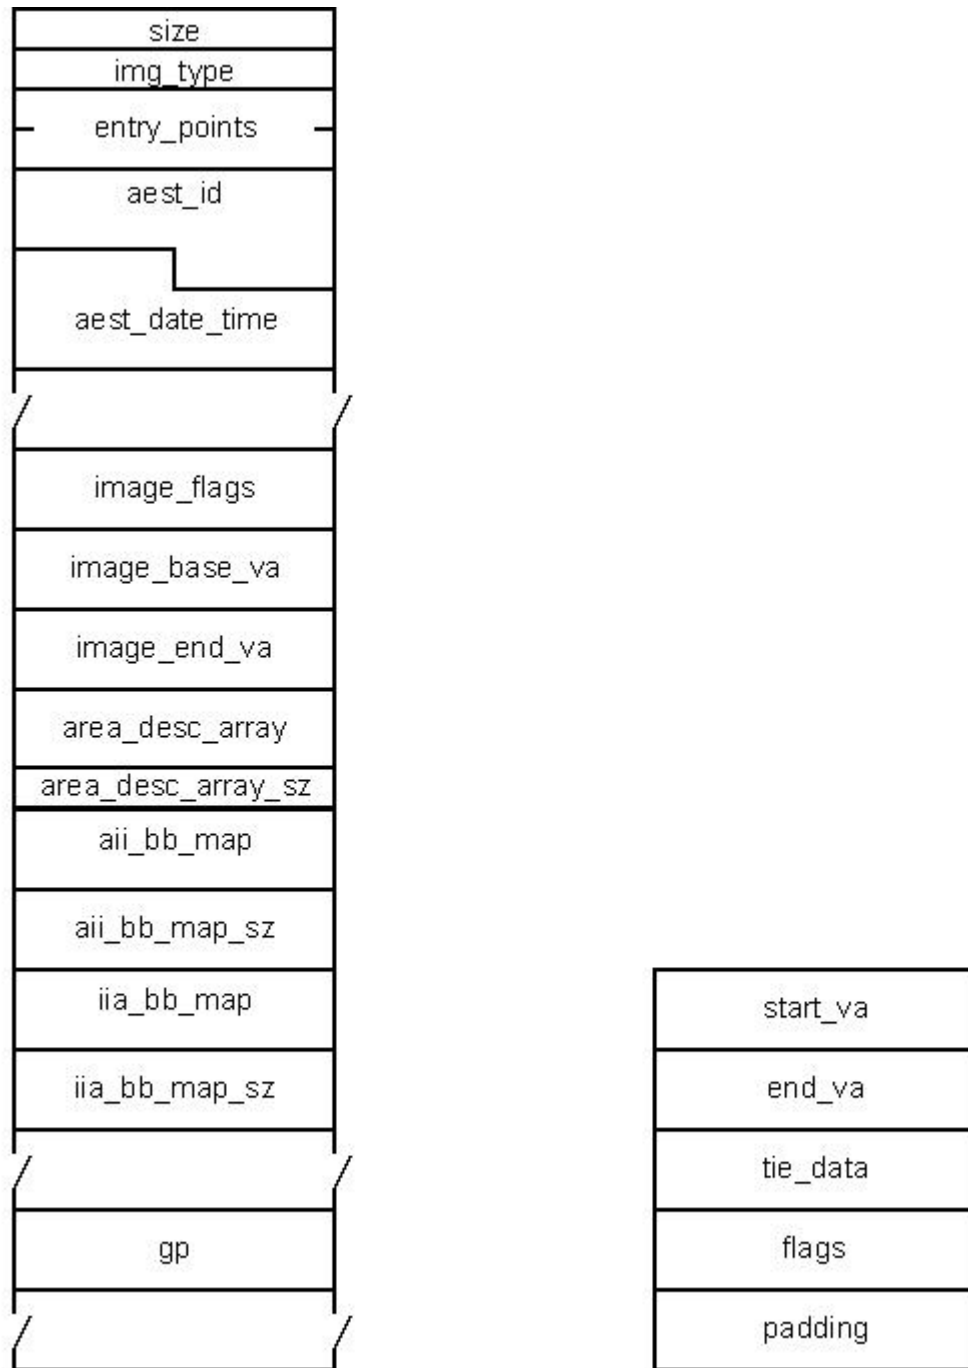 size
img_type
entry_points
aest_id
aest_date_time
image_flags
image_base_va
image_end_va
area_desc_array
area_desc_array_sz
aii_bb_map
aii_bb_map_sz
iia_bb_map
iia_bb_map_sz
gp
start_va
end_va
tie_data
flags
padding